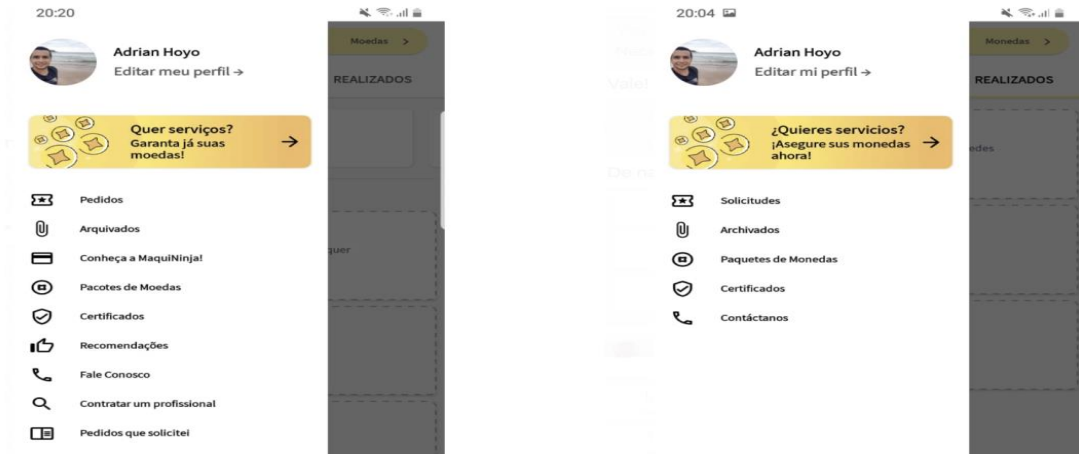 20:20
Moedas >
Adrian Hoyo
Editar meu perfil →
REALIZADOS
Quer serviços?
Garanta já suas
moedas!
→
Pedidos
Arquivados
quer
Conheça a MaquiNinja!
Pacotes de Moedas
Certificados
Recomendações
Fale Conosco
Contratar um profissional
Pedidos que solicitei
20:04
Monedas >
Adrian Hoyo
Editar mi perfil →
REALIZADOS
¿Quieres servicios?
¡Asegure sus monedas
ahora!
→
edes
Solicitudes
Archivados
Paquetes de Monedas
Certificados
Contáctanos